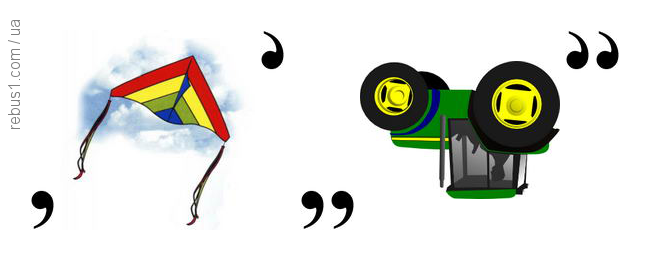 rebus1.com/ua
,
‘
,,
“